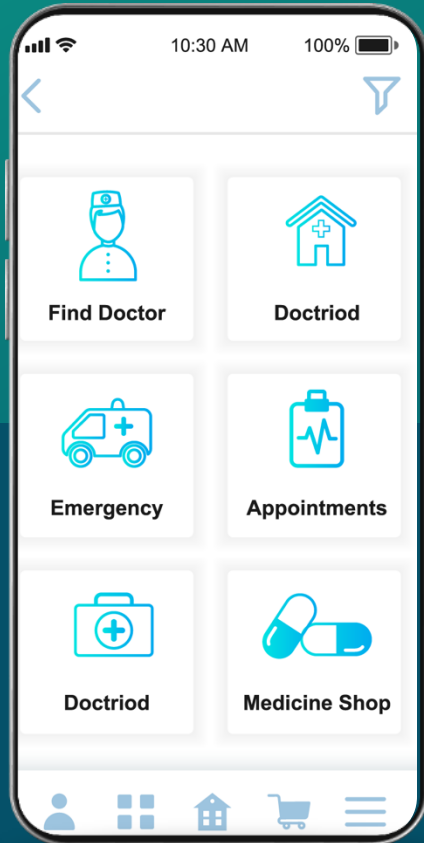 10:30 AM 100%
Find Doctor Doctriod
Emergency Appointments
Doctriod Medicine Shop